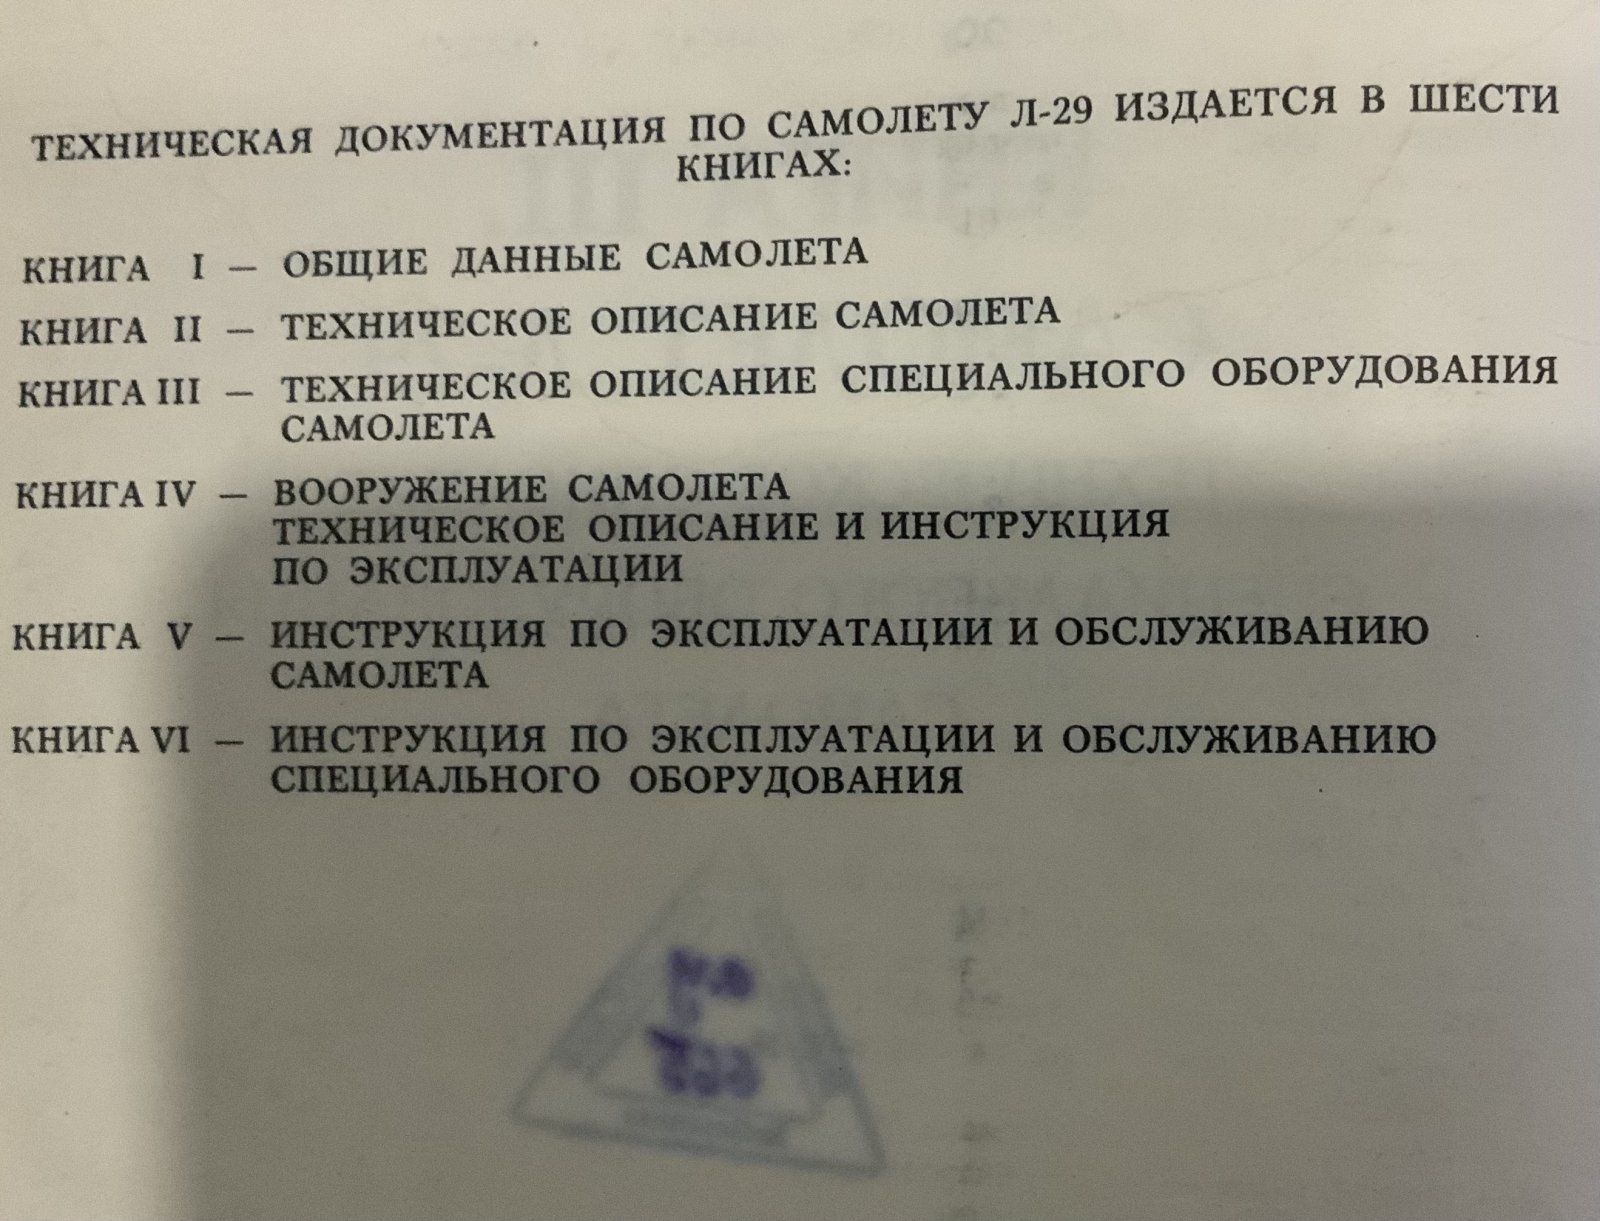 ТЕХНИЧЕСКАЯ ДОКУМЕНТАЦИЯ ПО САМОЛЕТУ Л-29 ИЗДАЕТСЯ В ШЕСТИ
КНИГАХ:
КНИГА I — ОБЩИЕ ДАННЫЕ САМОЛЕТА
КНИГА II — ТЕХНИЧЕСКОЕ ОПИСАНИЕ САМОЛЕТА
КНИГА III — ТЕХНИЧЕСКОЕ ОПИСАНИЕ СПЕЦИАЛЬНОГО ОБОРУДОВАНИЯ
САМОЛЕТА
КНИГА IV — ВООРУЖЕНИЕ САМОЛЕТА
ТЕХНИЧЕСКОЕ ОПИСАНИЕ И ИНСТРУКЦИЯ
ПО ЭКСПЛУАТАЦИИ
КНИГА V — ИНСТРУКЦИЯ ПО ЭКСПЛУАТАЦИИ И ОБСЛУЖИВАНИЮ
САМОЛЕТА
КНИГА VI — ИНСТРУКЦИЯ ПО ЭКСПЛУАТАЦИИ И ОБСЛУЖИВАНИЮ
СПЕЦИАЛЬНОГО ОБОРУДОВАНИЯ